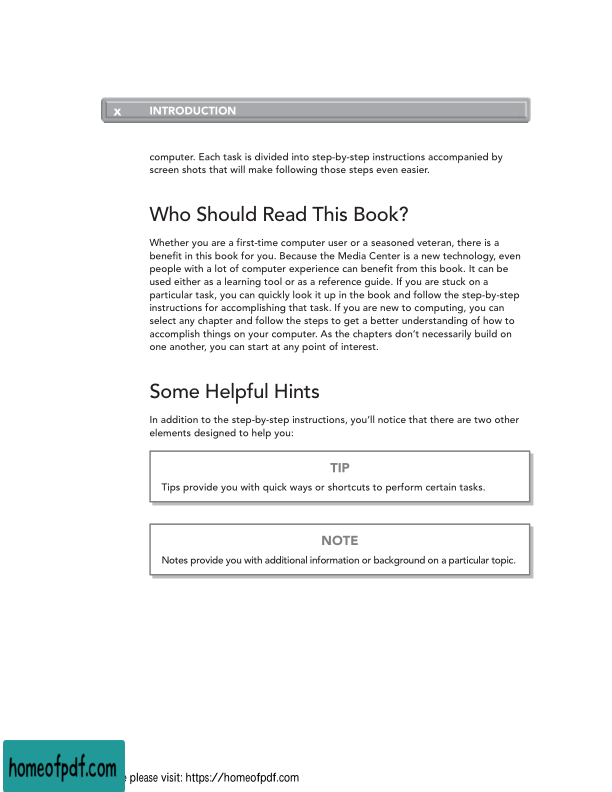 x INTRODUCTION
computer. Each task is divided into step-by-step instructions accompanied by
screen shots that will make following those steps even easier.
Who Should Read This Book?
Whether you are a first-time computer user or a seasoned veteran, there is a
benefit in this book for you. Because the Media Center is a new technology, even
people with a lot of computer experience can benefit from this book. It can be
used either as a learning tool or as a reference guide. If you are stuck on a
particular task, you can quickly look it up in the book and follow the step-by-step
instructions for accomplishing that task. If you are new to computing, you can
select any chapter and follow the steps to get a better understanding of how to
accomplish things on your computer. As the chapters don’t necessarily build on
one another, you can start at any point of interest.
Some Helpful Hints
In addition to the step-by-step instructions, you’ll notice that there are two other
elements designed to help you:
TIP
Tips provide you with quick ways or shortcuts to perform certain tasks.
NOTE
Notes provide you with additional information or background on a particular topic.
homeofpdf.com
please visit: https://homeofpdf.com